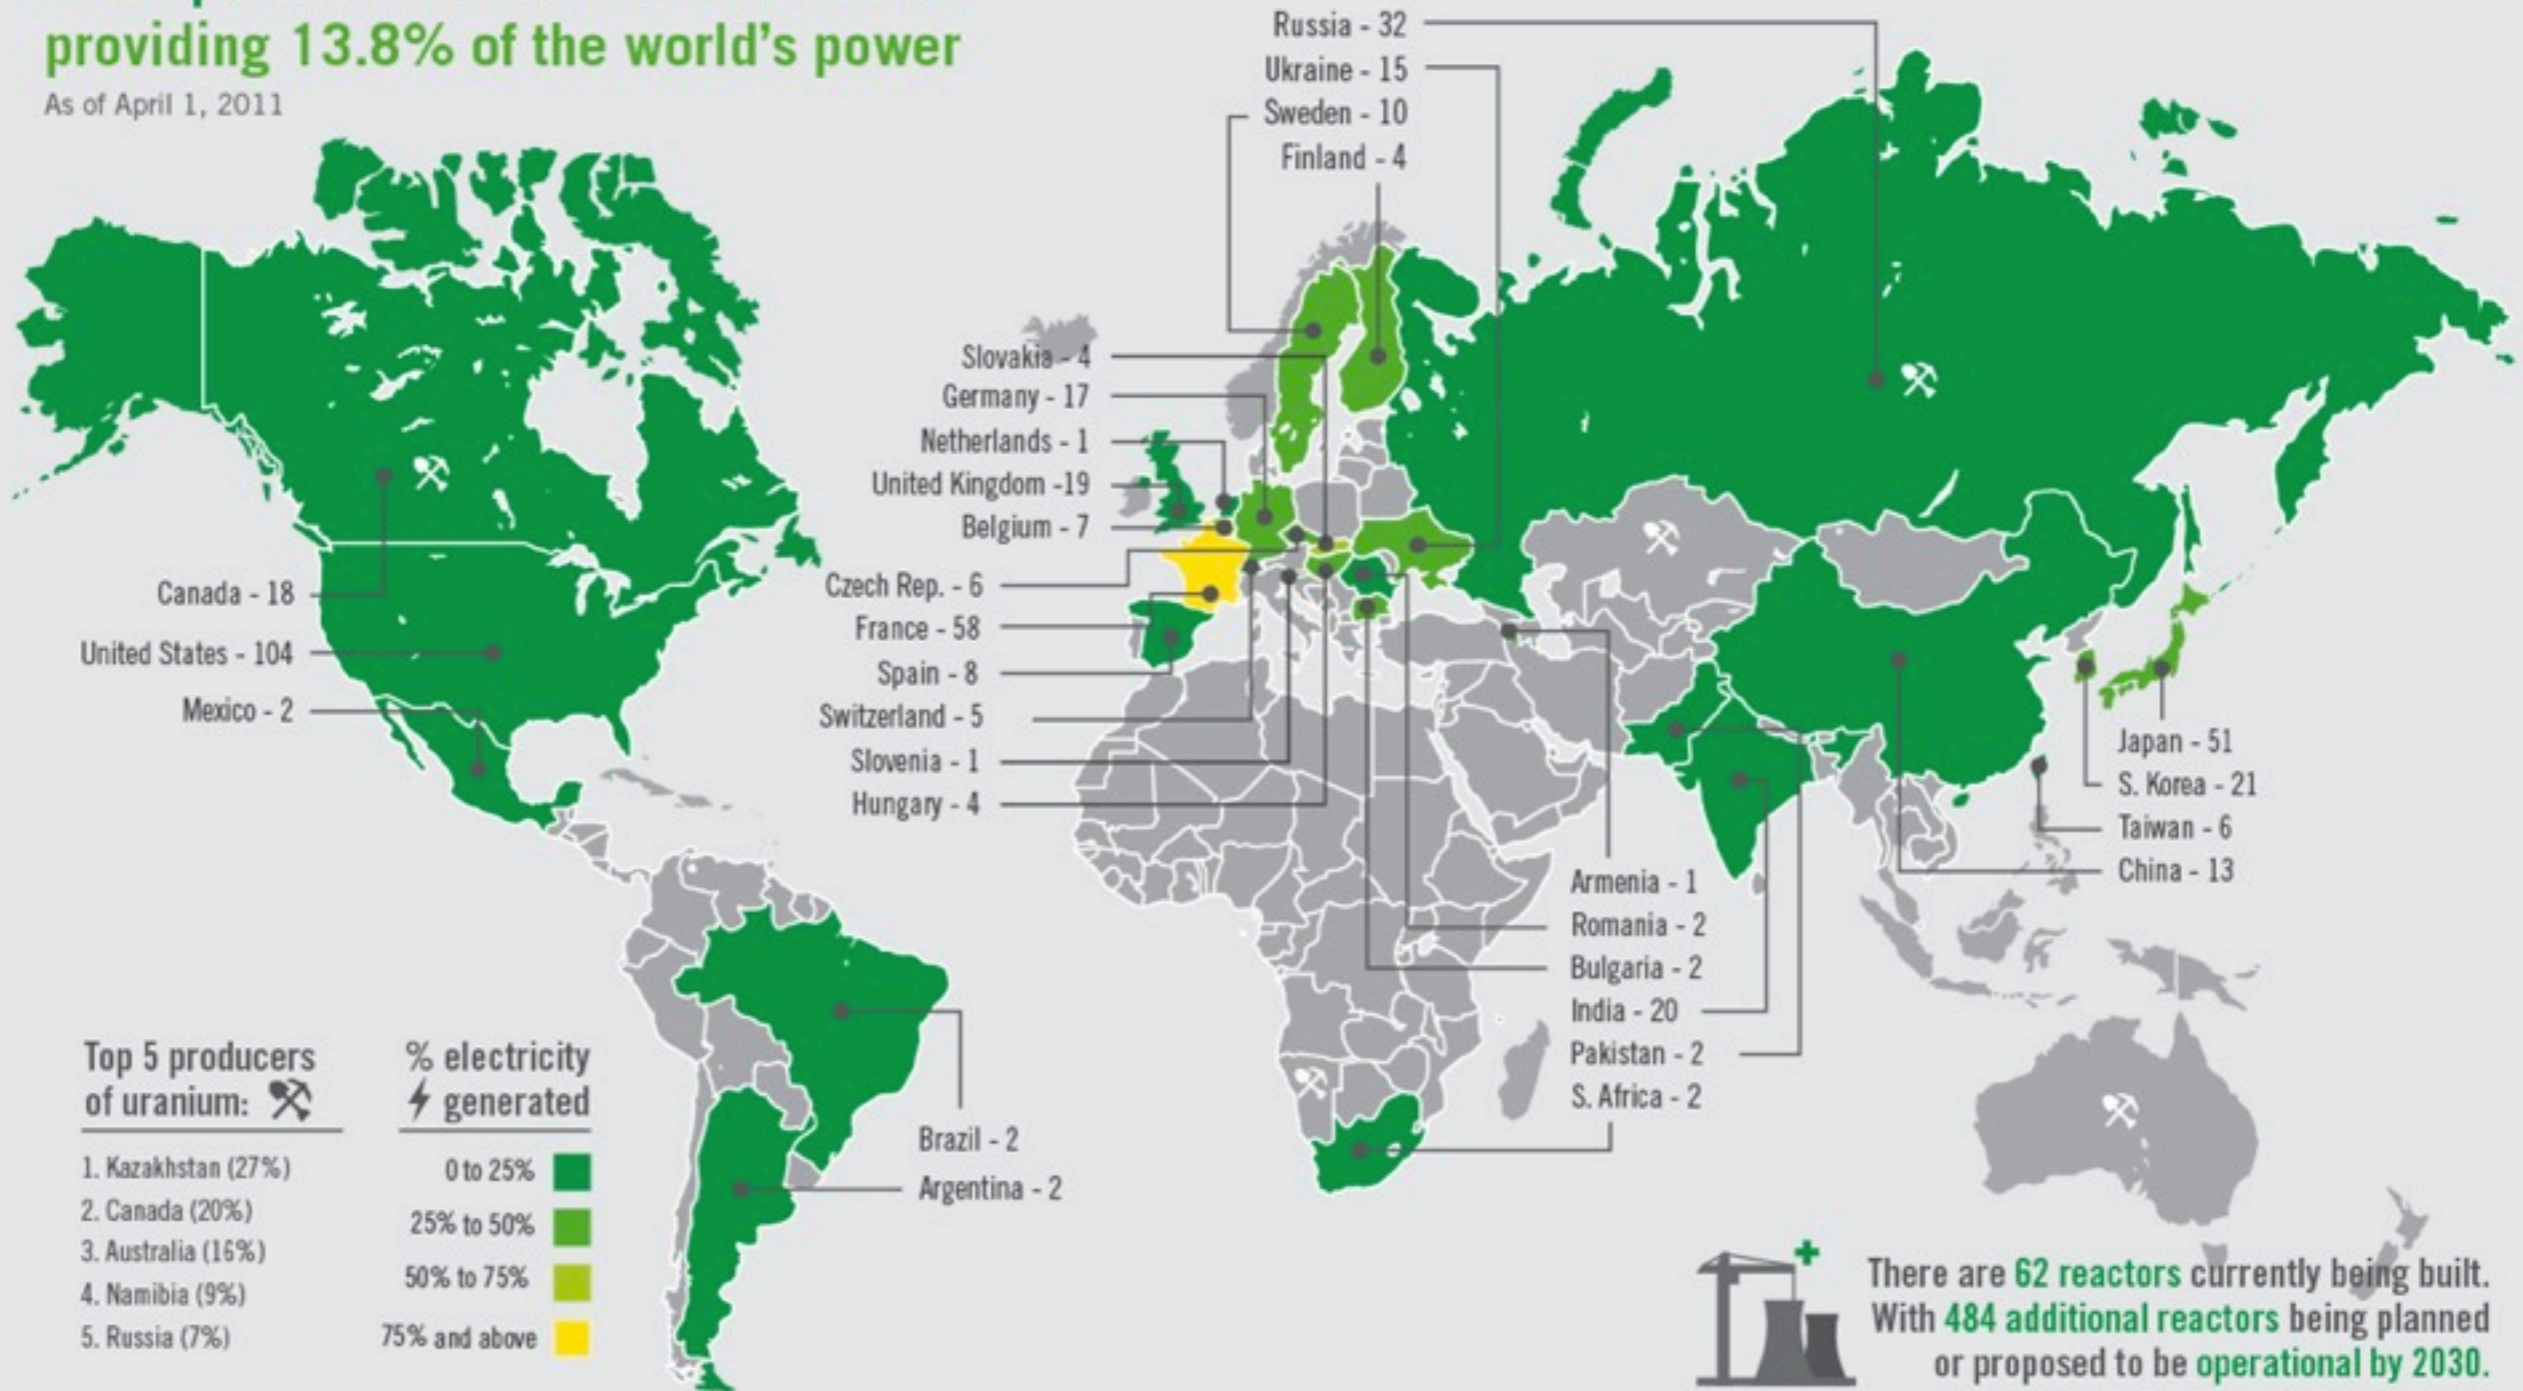 providing 13.8% of the world's power
As of April 1, 2011
Russia - 32
Ukraine - 15
Sweden - 10
Finland - 4
Slovakia - 4
Germany - 17
Netherlands - 1
United Kingdom -19
Belgium - 7
Czech Rep. - 6
France - 58
Spain - 8
Switzerland - 5
Slovenia - 1
Hungary - 4
Canada - 18
United States - 104
Mexico - 2
Japan - 51
S. Korea - 21
Taiwan - 6
China - 13
Armenia - 1
Romania - 2
Bulgaria - 2
India - 20
Pakistan - 2
S. Africa - 2
Brazil - 2
Argentina - 2
Top 5 producers
of uranium:
1. Kazakhstan (27%)
2. Canada (20%)
3. Australia (16%)
4. Namibia (9%)
5. Russia (7%)
% electricity
generated
0 to 25%
25% to 50%
50% to 75%
75% and above
There are 62 reactors currently being built.
With 484 additional reactors being planned
or proposed to be operational by 2030.